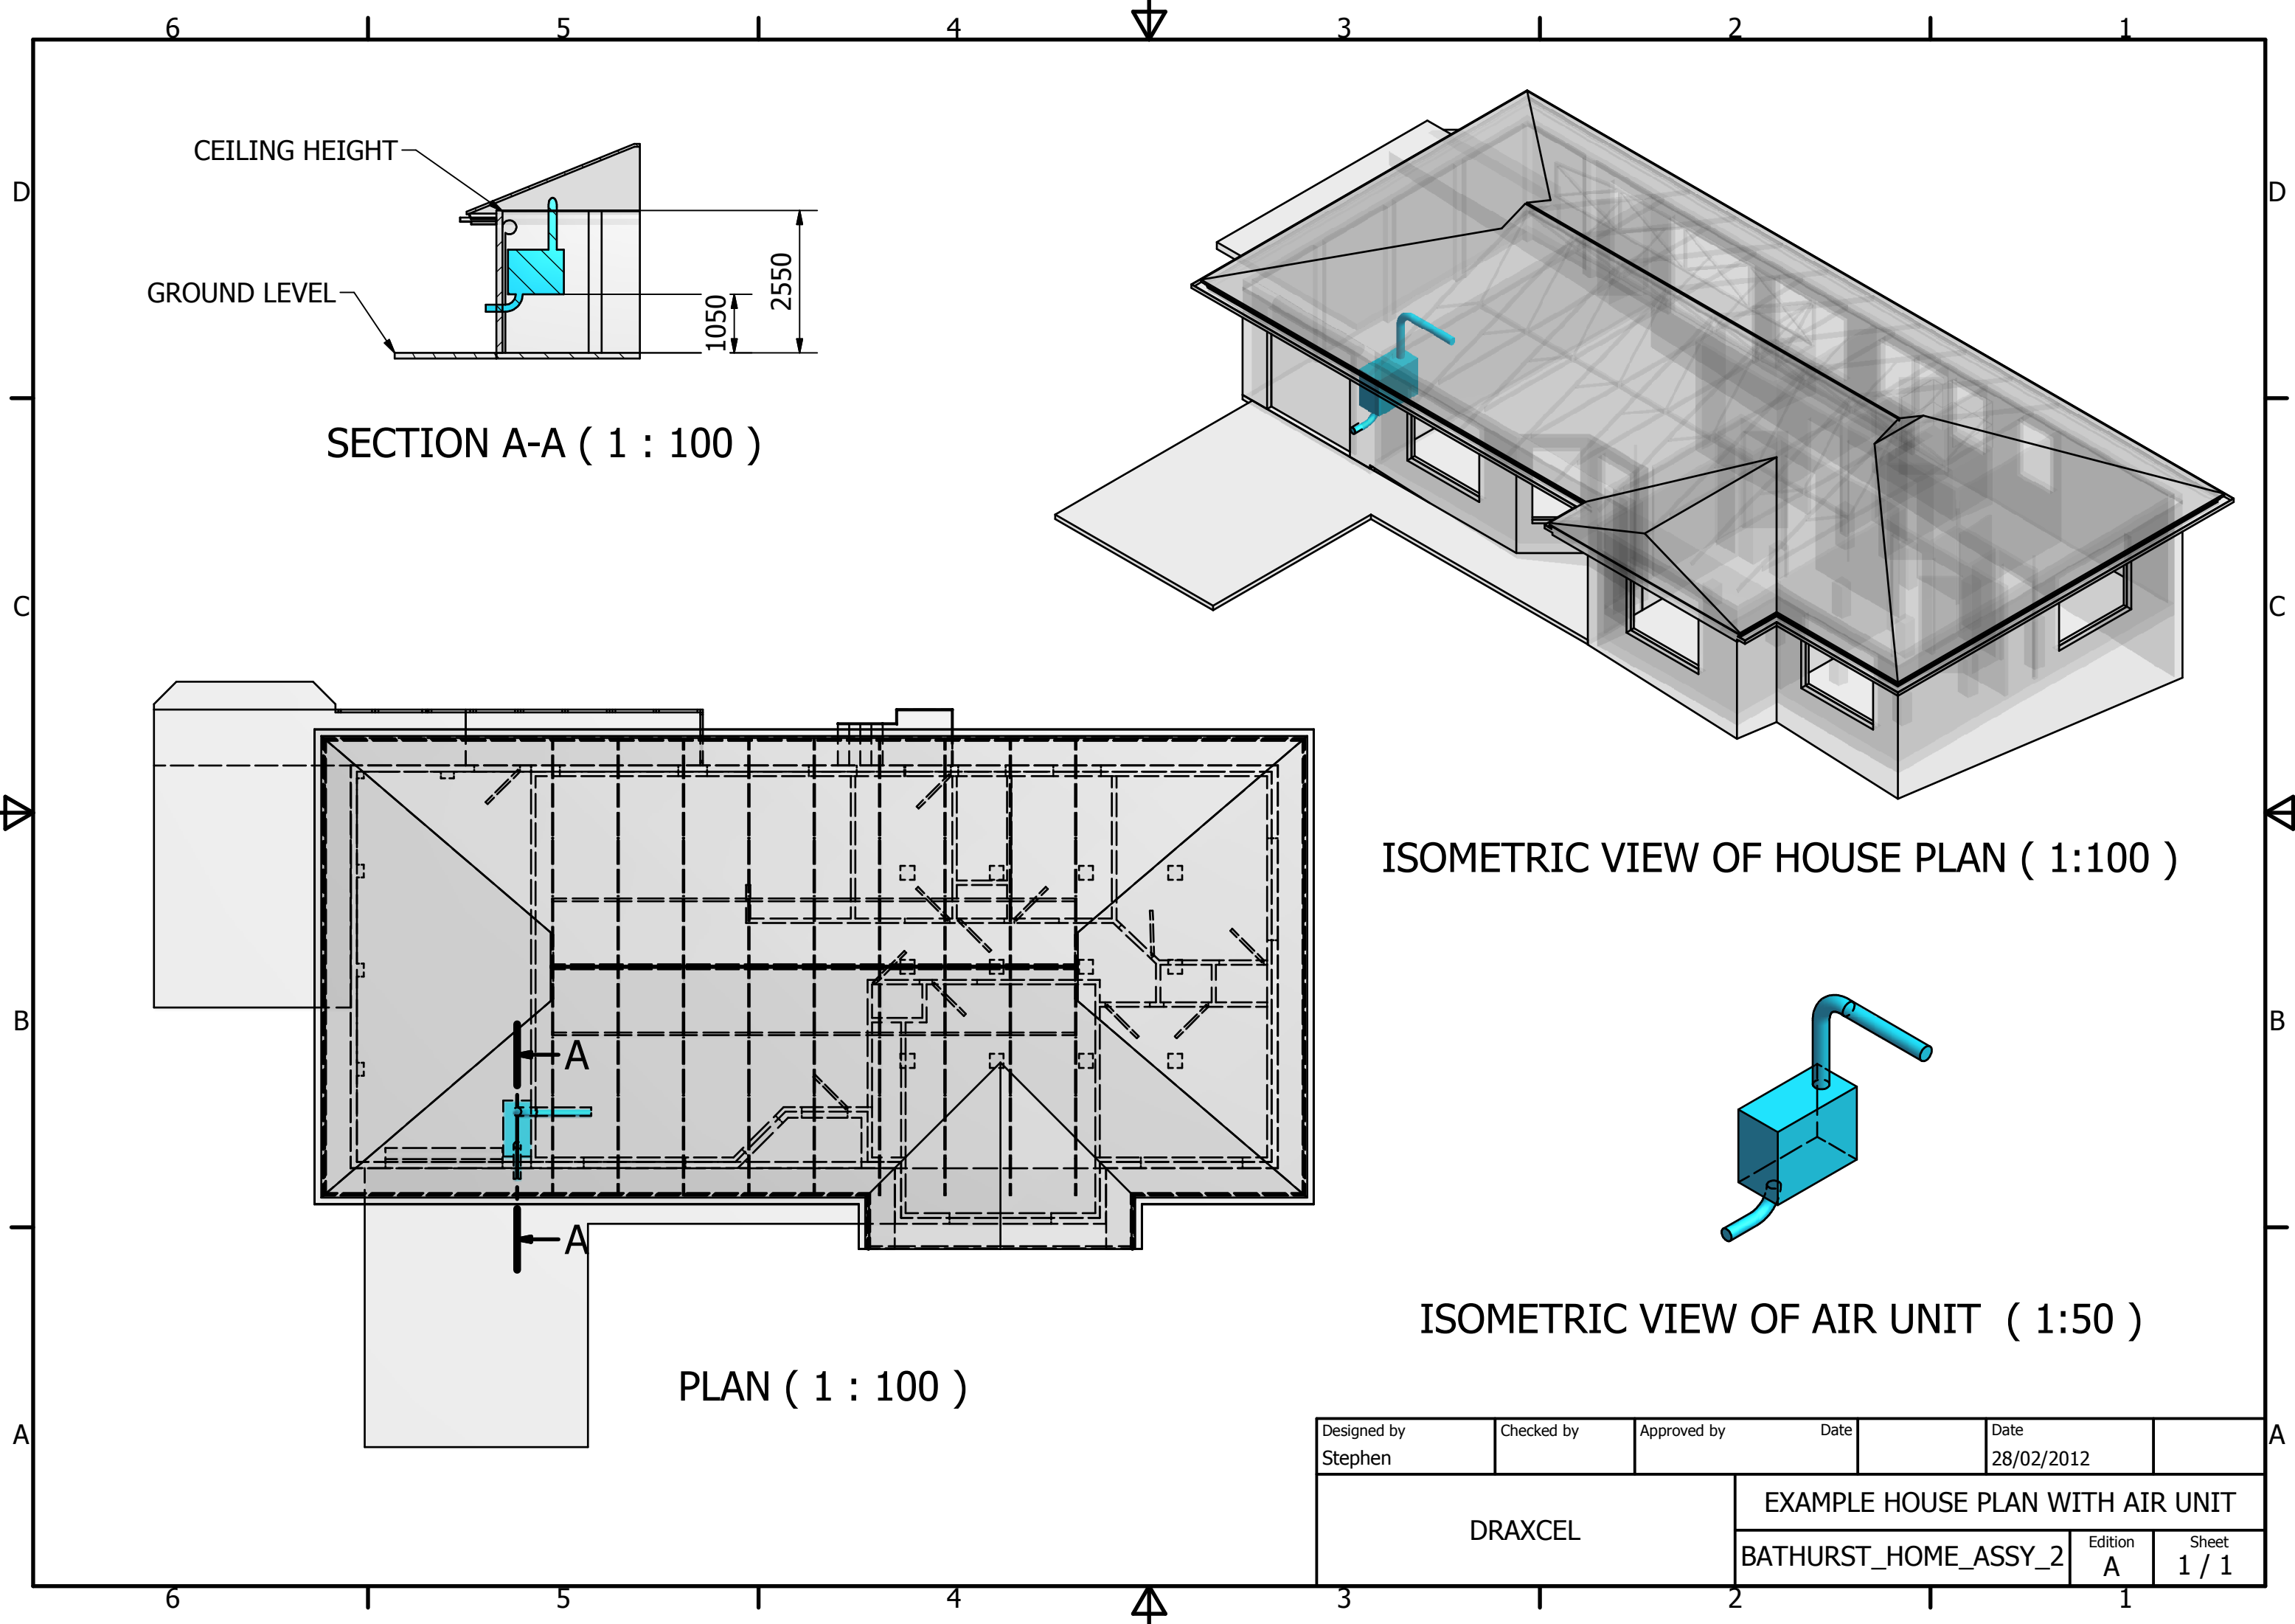 6 5 4 3 2 1
D D
C C
B B
A A
CEILING HEIGHT
GROUND LEVEL
1050
2550
SECTION A-A ( 1 : 100 )
ISOMETRIC VIEW OF HOUSE PLAN ( 1:100 )
A
A
PLAN ( 1 : 100 )
ISOMETRIC VIEW OF AIR UNIT ( 1:50 )
Designed by Checked by Approved by Date Date
Stephen 28/02/2012
DRAXCEL
EXAMPLE HOUSE PLAN WITH AIR UNIT
BATHURST_HOME_ASSY_2
Edition
A
Sheet
1 / 1
6 5 4 3 2 1